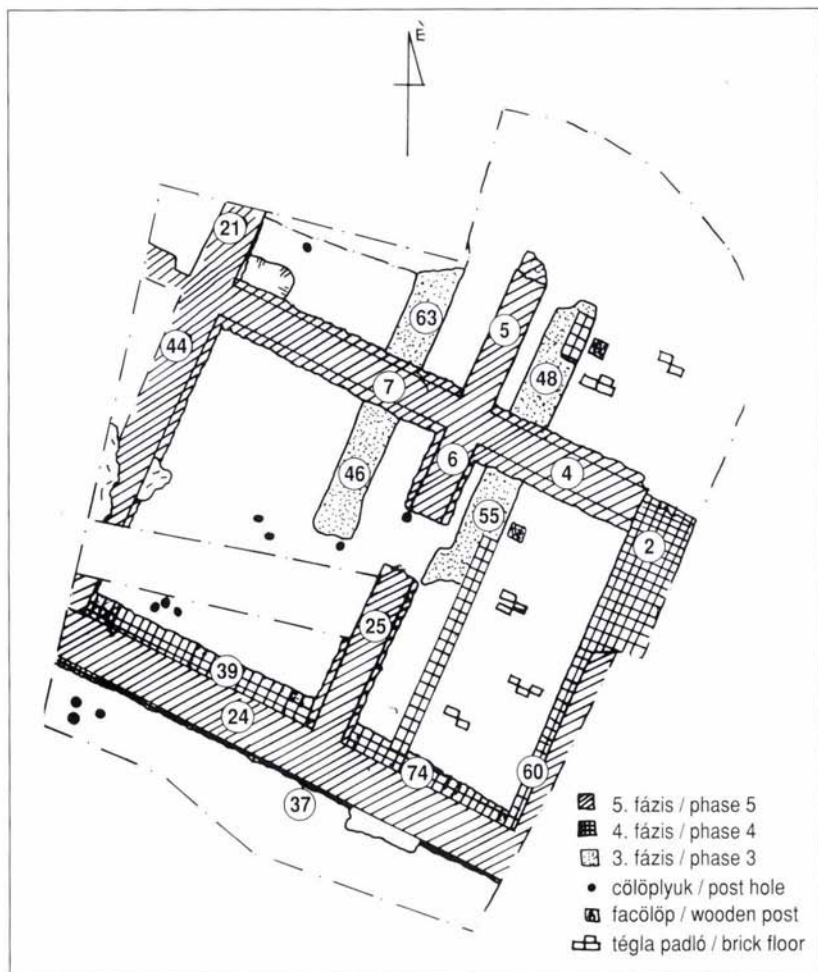 È
21
63
5
44
48
7
6
4
46
55
2
25
39
24
74
60
37
5. fázis / phase 5
4. fázis / phase 4
3. fázis / phase 3
cölöplyuk / post hole
facölöp / wooden post
tégla padló / brick floor